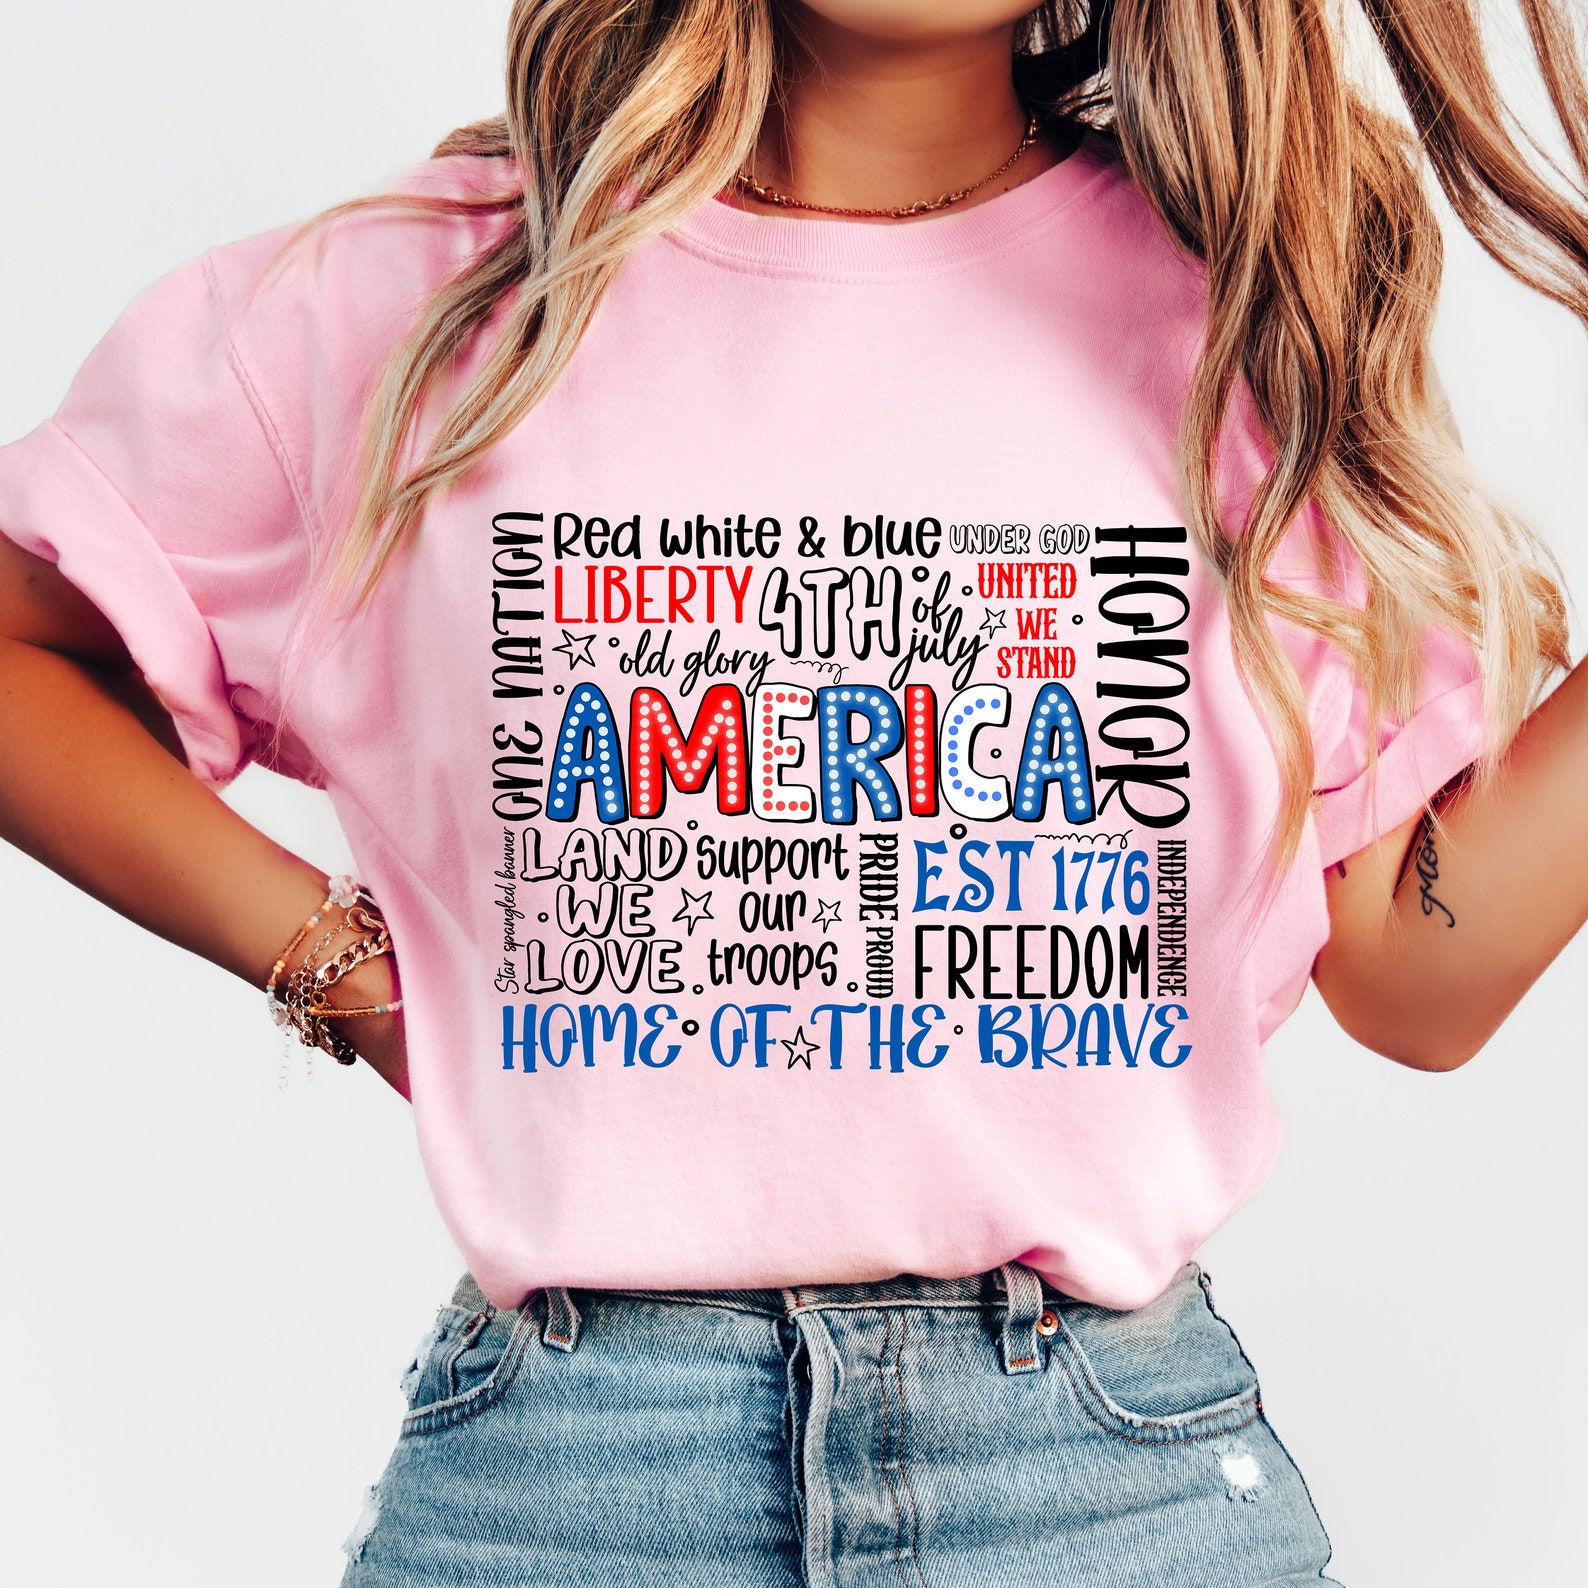 ONE NATION
Red white & blue
UNDER GOD
HONOR
LIBERTY
4TH of july
UNITED
WE
STAND
old glory
AMERICA
Star spangled banner
LAND
WE
LOVE
support
our
troops
PRIDE
PROUD
EST 1776
FREEDOM
INDEPENDENCE
HOME OF THE BRAVE